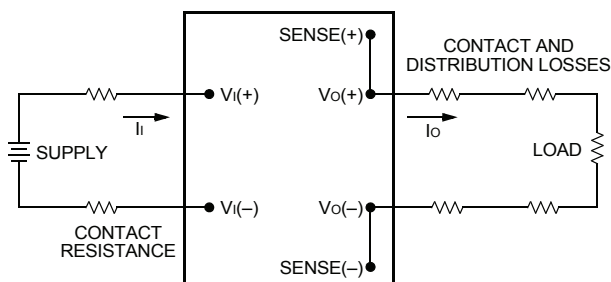 SENSE(+)
CONTACT AND
DISTRIBUTION LOSSES
VI(+)
VO(+)
II
IO
SUPPLY
LOAD
VI(–)
VO(–)
CONTACT
RESISTANCE
SENSE(–)